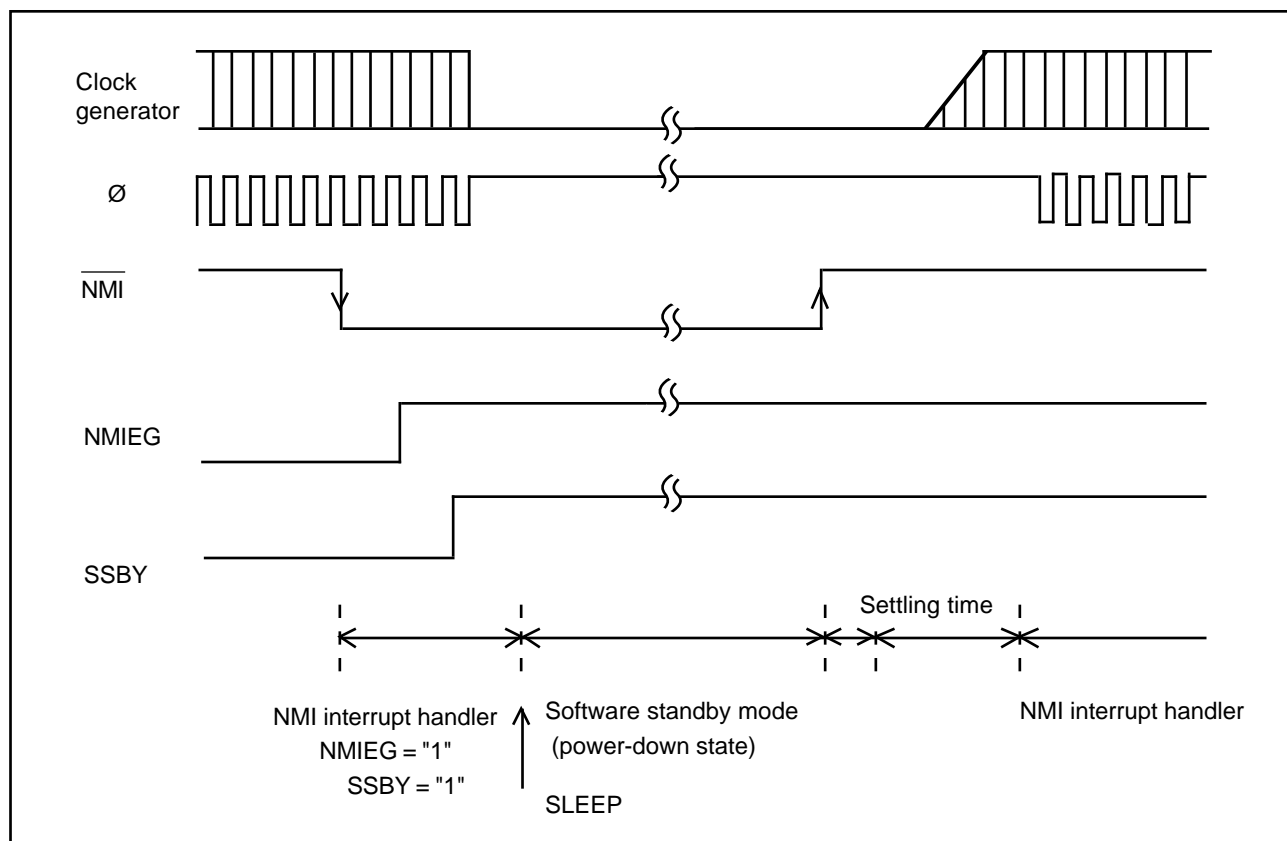 Clock
generator
Ø
NMI
NMIEG
SSBY
Settling time
NMI interrupt handler
NMIEG = "1"
SSBY = "1"
Software standby mode
(power-down state)
SLEEP
NMI interrupt handler